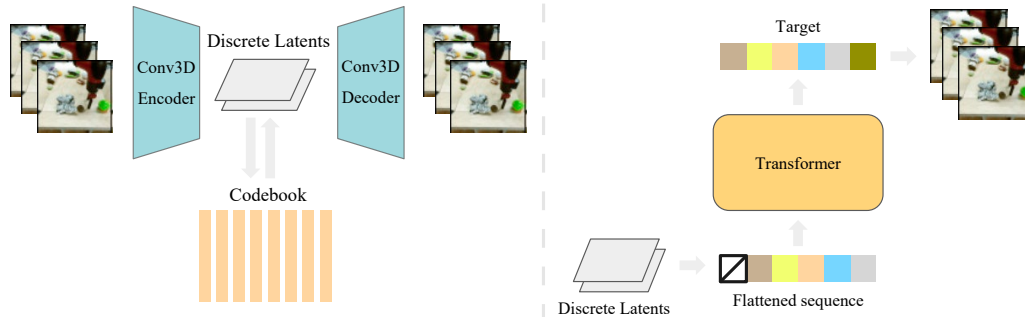 Discrete Latents
Conv3D
Encoder
Conv3D
Decoder
Codebook
Target
Transformer
Discrete Latents
Flattened sequence